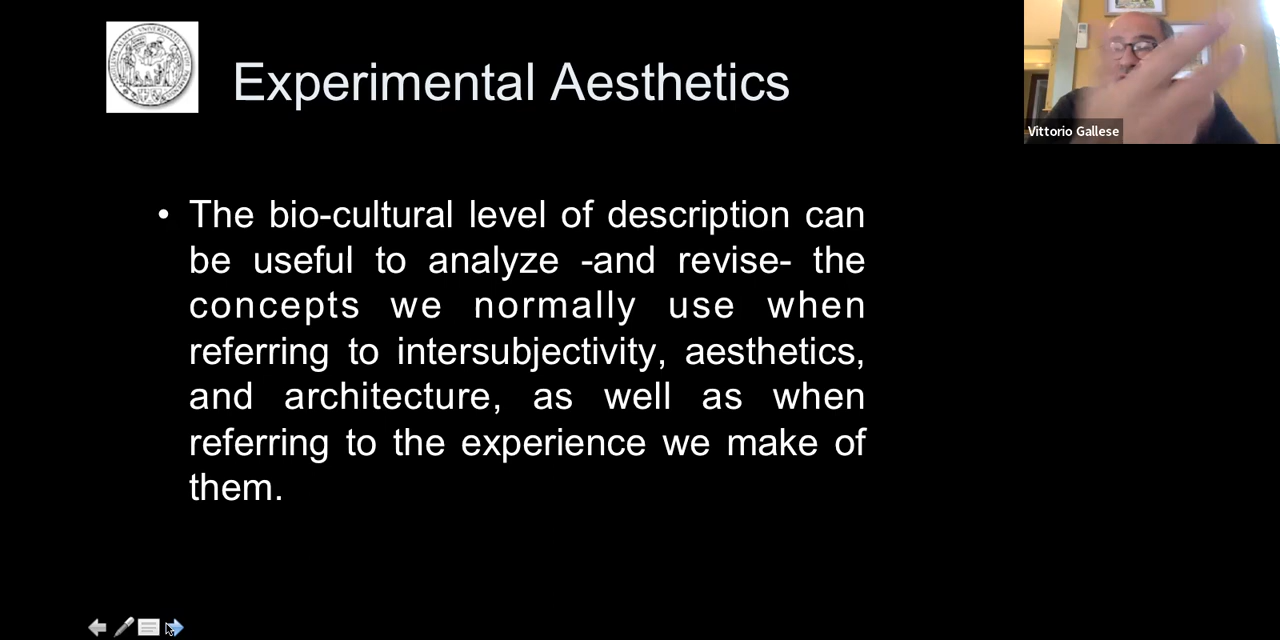 Experimental Aesthetics
Vittorio Gallese
• The bio-cultural level of description can
be useful to analyze -and revise- the
concepts we normally use when
referring to intersubjectivity, aesthetics,
and architecture, as well as when
referring to the experience we make of
them.